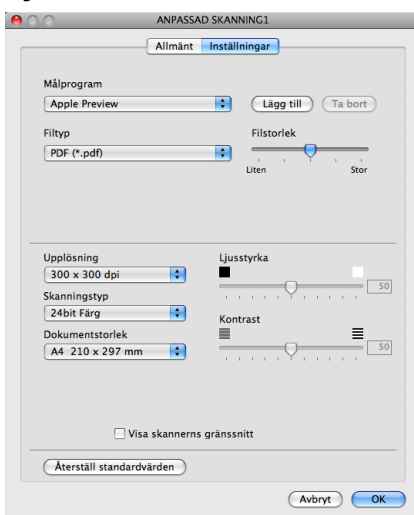 ANPASSAD SKANNING1
Allmänt Inställningar
Målprogram
Apple Preview Lägg till Ta bort
Filtyp Filstorlek
PDF (*.pdf)
Liten Stor
Upplösning Ljusstyrka
300 x 300 dpi
50
Skanningstyp
24bit Färg Kontrast
Dokumentstorlek
A4 210 x 297 mm 50
Visa skannerns gränssnitt
Återställ standardvärden
Avbryt OK